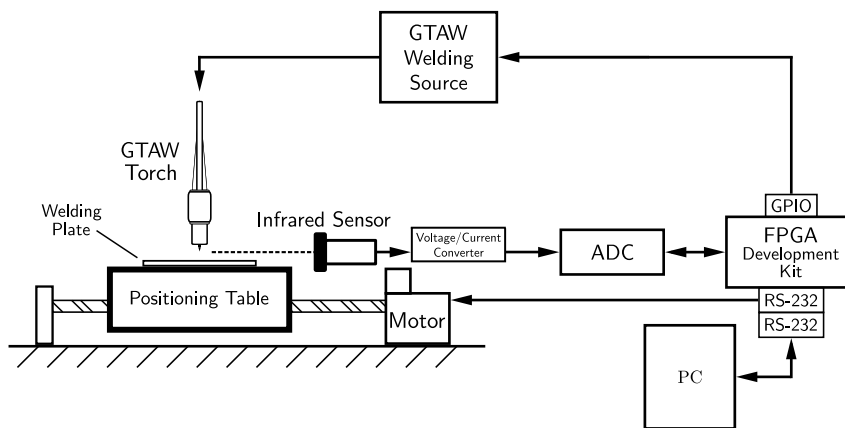 GTAW
Welding
Source
GTAW
Torch
Welding
Plate
Infrared Sensor
Voltage/Current
Converter
ADC
GPIO
FPGA
Development
Kit
Positioning Table
Motor
RS-232
RS-232
PC